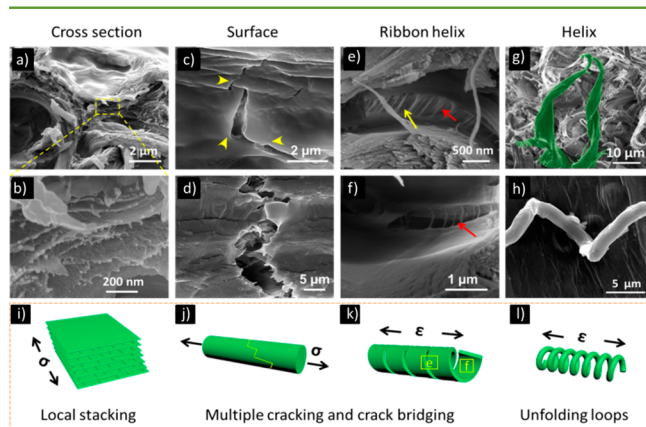 Cross section Surface Ribbon helix Helix
a) c) e) g)
2 µm 2 µm 500 nm 10 µm
b) d) f) h)
200 nm 5 µm 1 µm 5 µm
i) j) k) l)
σ σ ε e f ε
Local stacking Multiple cracking and crack bridging Unfolding loops